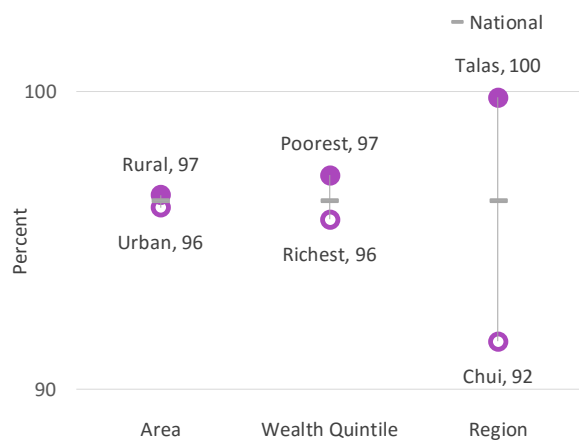 National
Talas, 100
100
Poorest, 97
Rural, 97
Percent
Urban, 96
Richest, 96
Chui, 92
90
Area
Wealth Quintile
Region